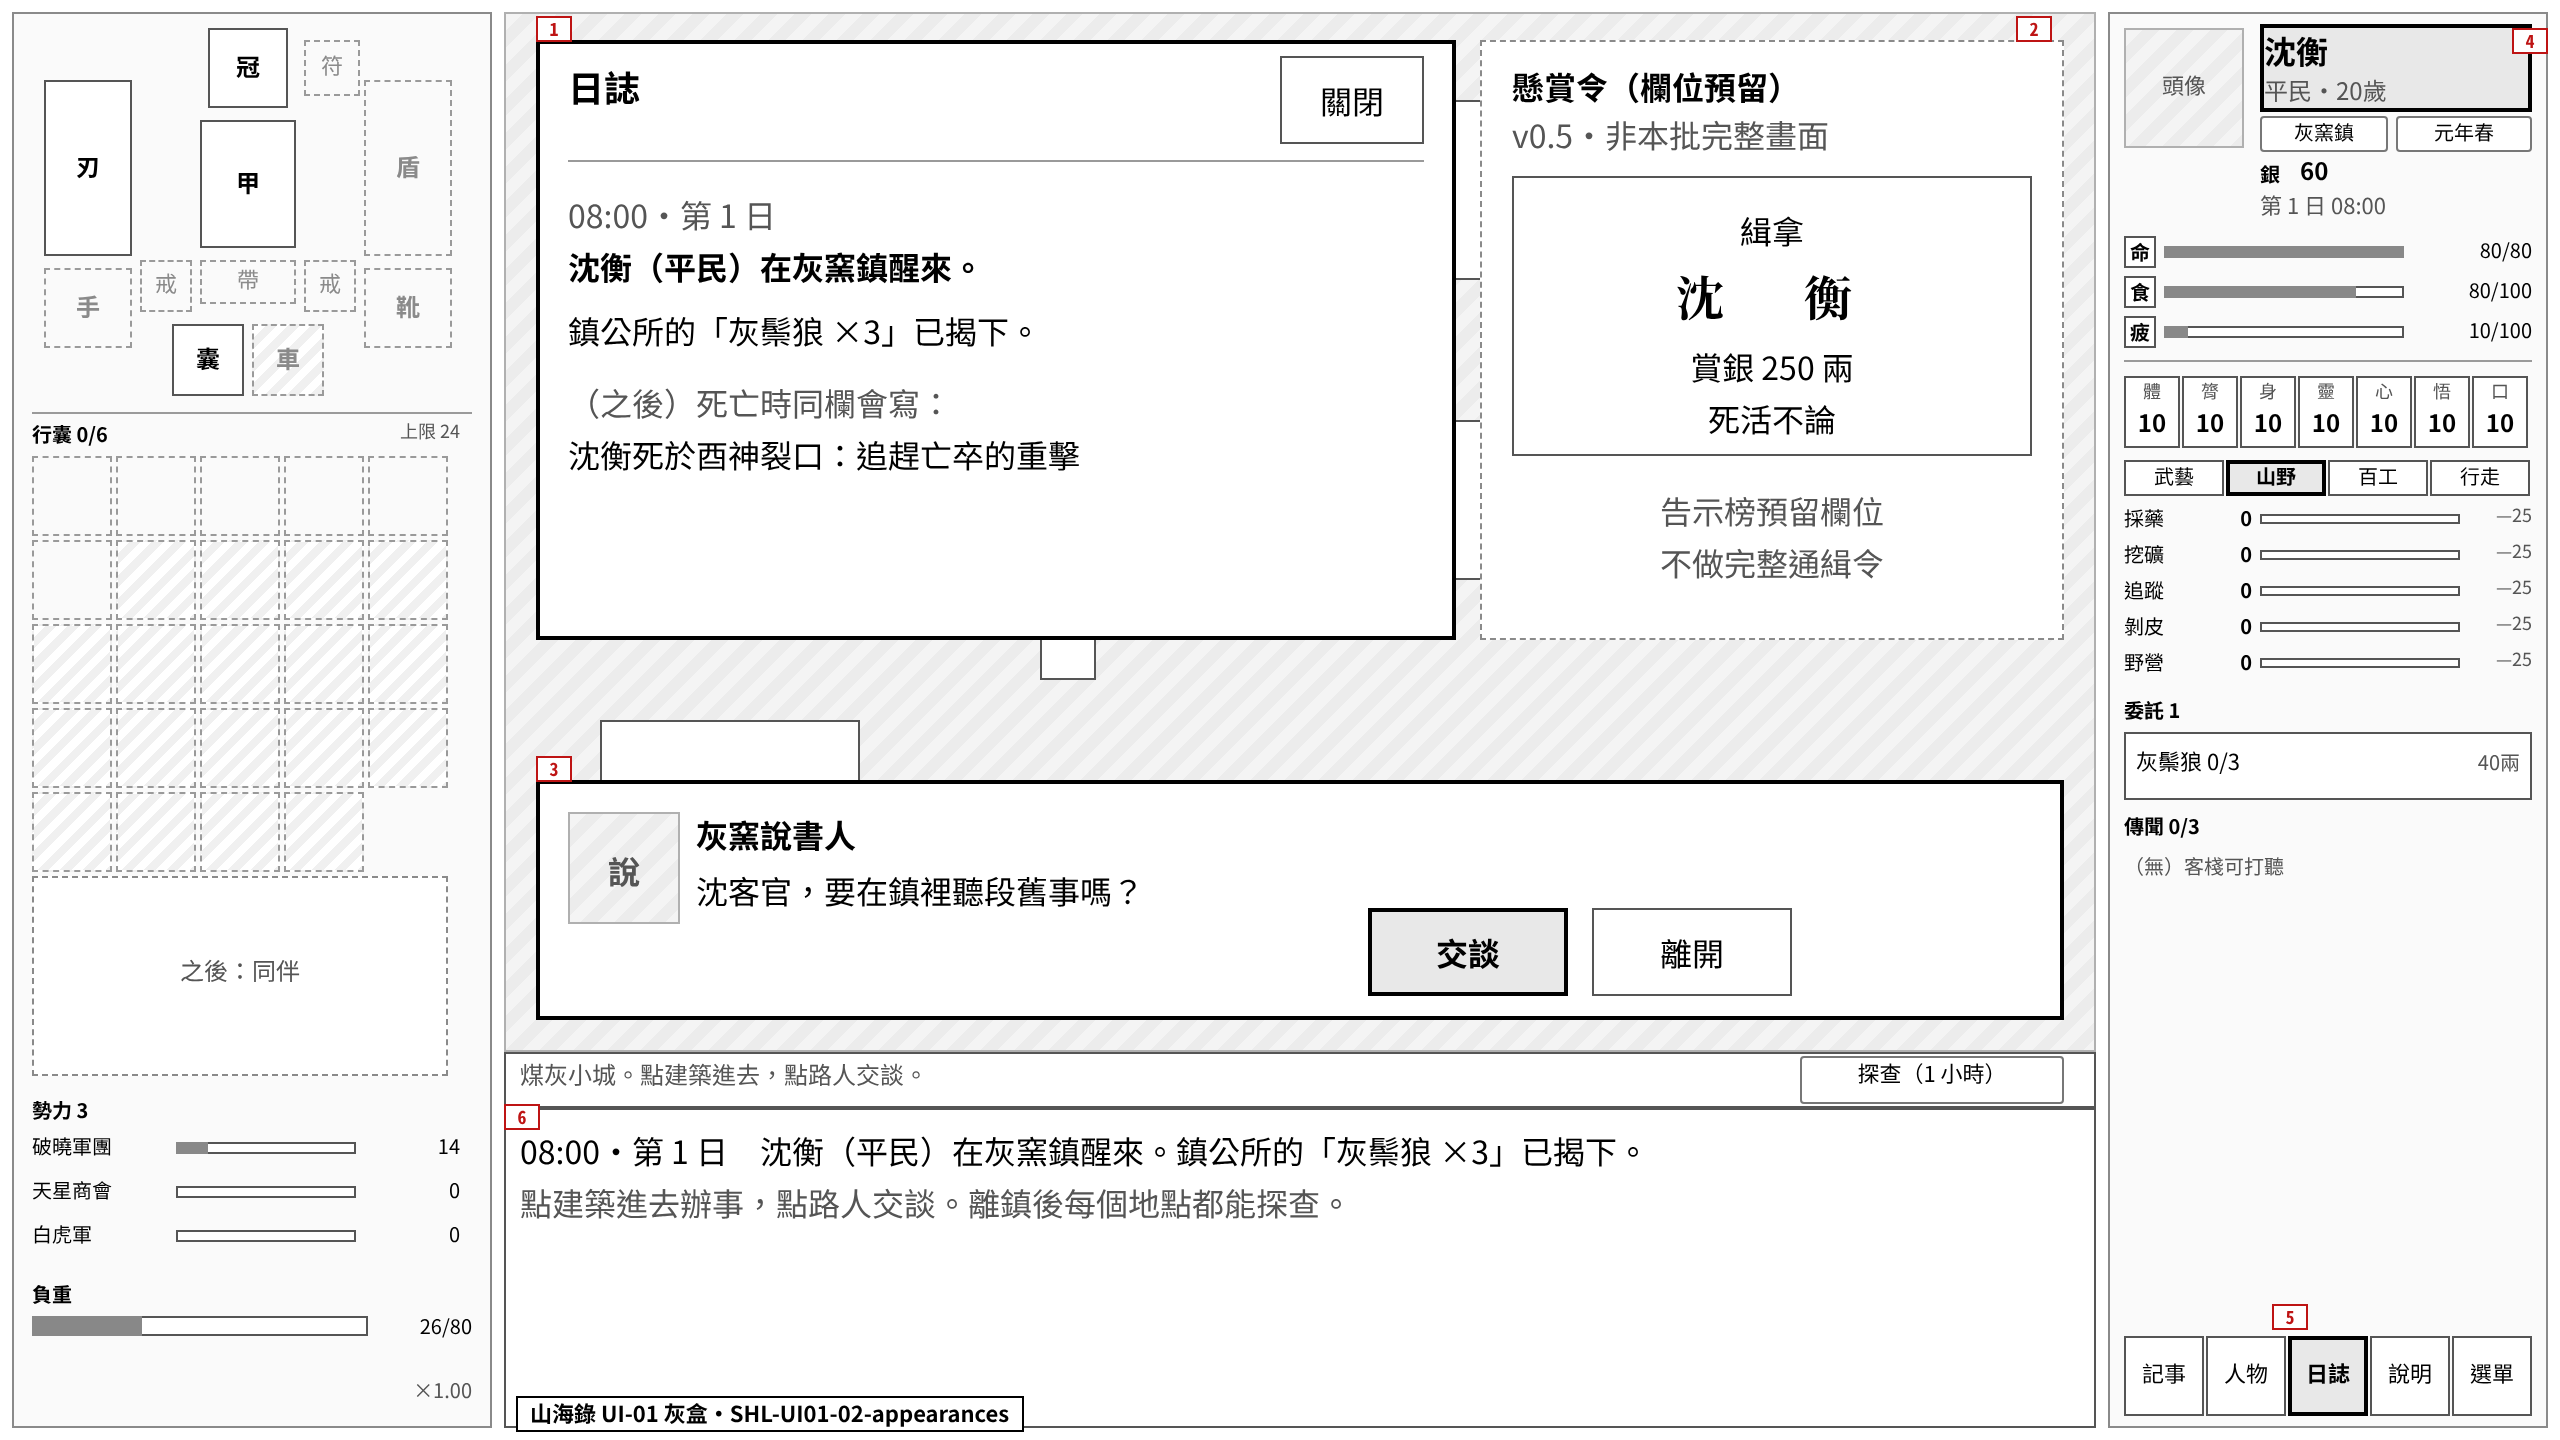 冠
符
刃
甲
盾
手
戒
帶
戒
靴
囊
車
行囊 0/6
上限 24
之後：同伴
勢力 3
破曉軍團 14
天星商會 0
白虎軍 0
負重
26/80
×1.00
1
日誌
關閉
08:00・第 1 日
沈衡（平民）在灰窯鎮醒來。
鎮公所的「灰鬃狼 ×3」已揭下。
（之後）死亡時同欄會寫：
沈衡死於酉神裂口：追趕亡卒的重擊
2
懸賞令（欄位預留）
v0.5・非本批完整畫面
緝拿
沈 衡
賞銀 250 兩
死活不論
告示榜預留欄位
不做完整通緝令
3
說
灰窯說書人
沈客官，要在鎮裡聽段舊事嗎？
交談
離開
煤灰小城。點建築進去，點路人交談。
探查（1 小時）
6
08:00・第 1 日　沈衡（平民）在灰窯鎮醒來。鎮公所的「灰鬃狼 ×3」已揭下。
點建築進去辦事，點路人交談。離鎮後每個地點都能探查。
山海錄 UI-01 灰盒・SHL-UI01-02-appearances
頭像
沈衡
4
平民・20歲
灰窯鎮
元年春
銀 60
第 1 日 08:00
命 80/80
食 80/100
疲 10/100
體 膂 身 靈 心 悟 口
10 10 10 10 10 10 10
武藝 山野 百工 行走
採藥 0 —25
挖礦 0 —25
追蹤 0 —25
剝皮 0 —25
野營 0 —25
委託 1
灰鬃狼 0/3 40兩
傳聞 0/3
（無）客棧可打聽
5
記事 人物 日誌 說明 選單